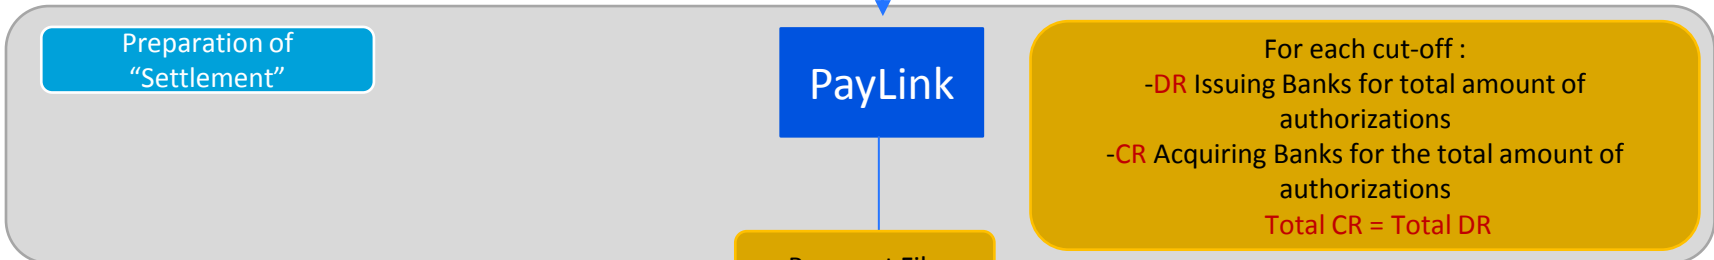 Preparation of
“Settlement”
PayLink
For each cut-off :
-DR Issuing Banks for total amount of
authorizations
-CR Acquiring Banks for the total amount of
authorizations
Total CR = Total DR